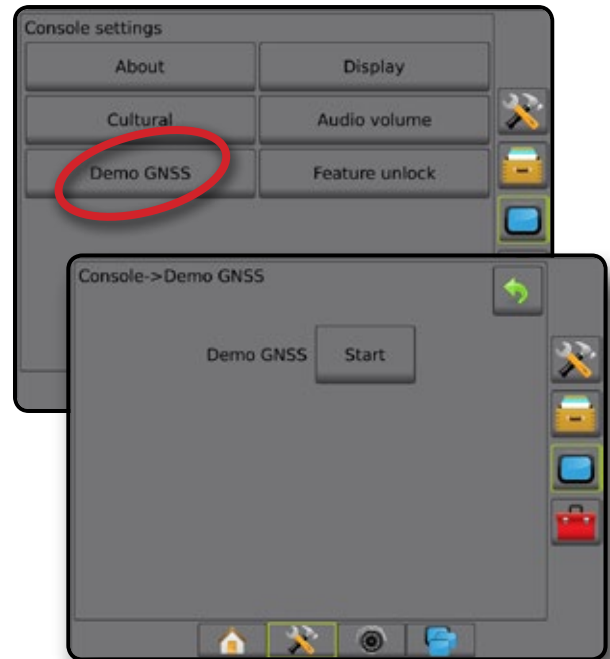 Console settings
About
Display
Cultural
Audio volume
Demo GNSS
Feature unlock
Console->Demo GNSS
Demo GNSS
Start